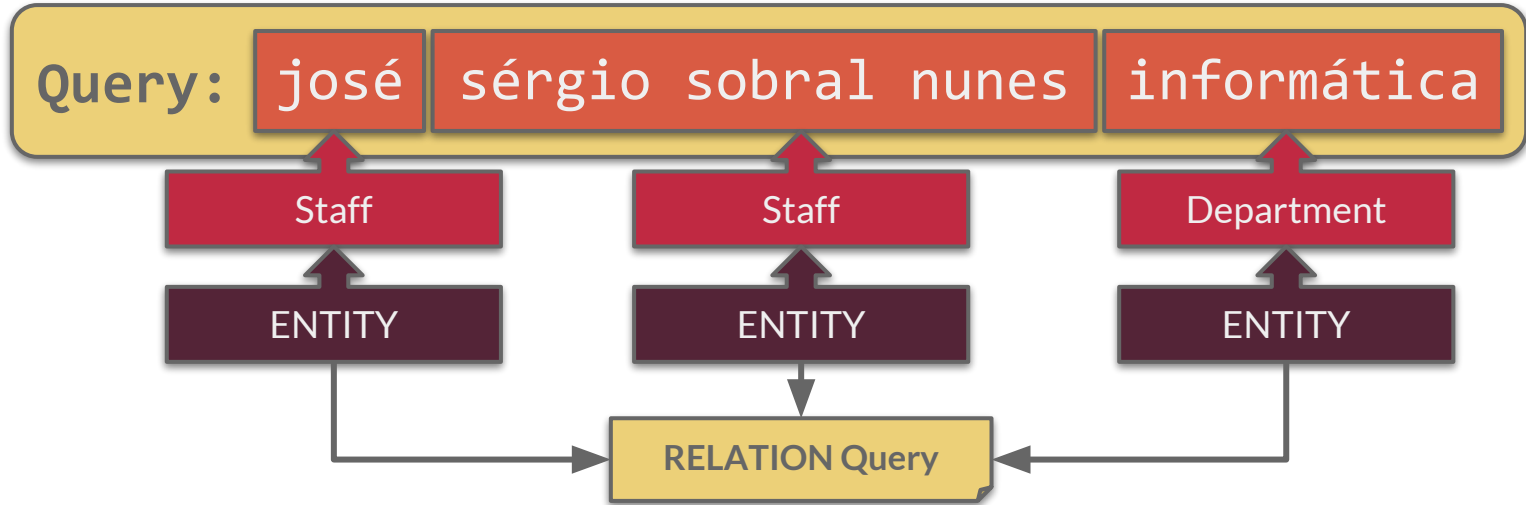 Query: josé sérgio sobral nunes informática
Staff Staff Department
ENTITY ENTITY ENTITY
RELATION Query